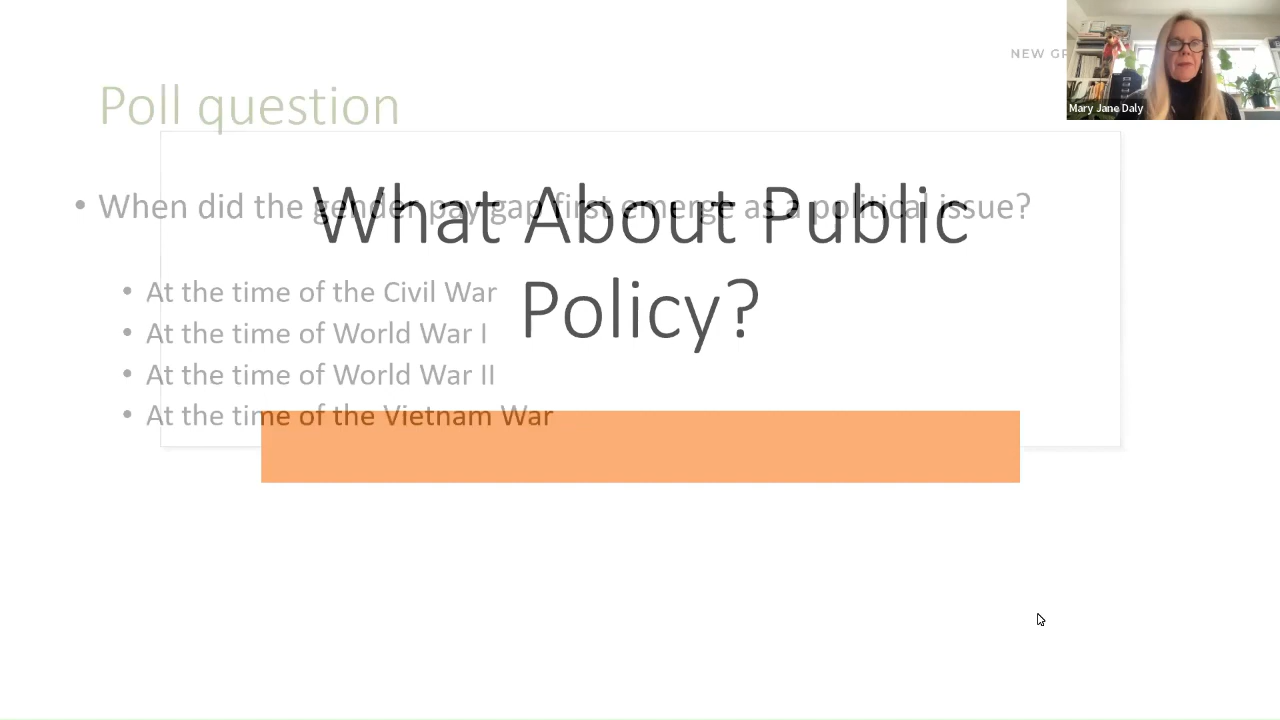 NEW
Mary Jane Daly
Poll question
• When did the gender pay gap first emerge as a political issue?
What About Public
Policy?
• At the time of the Civil War
• At the time of World War I
• At the time of World War II
• At the time of the Vietnam War